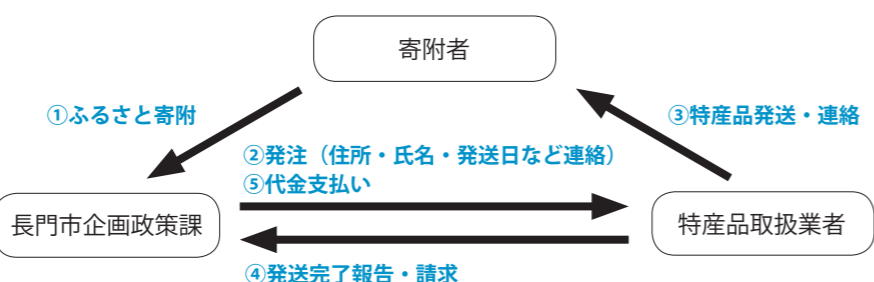 寄附者
①ふるさと寄附
③特産品発送・連絡
②発注（住所・氏名・発送日など連絡）
⑤代金支払い
長門市企画政策課
特産品取扱業者
④発送完了報告・請求